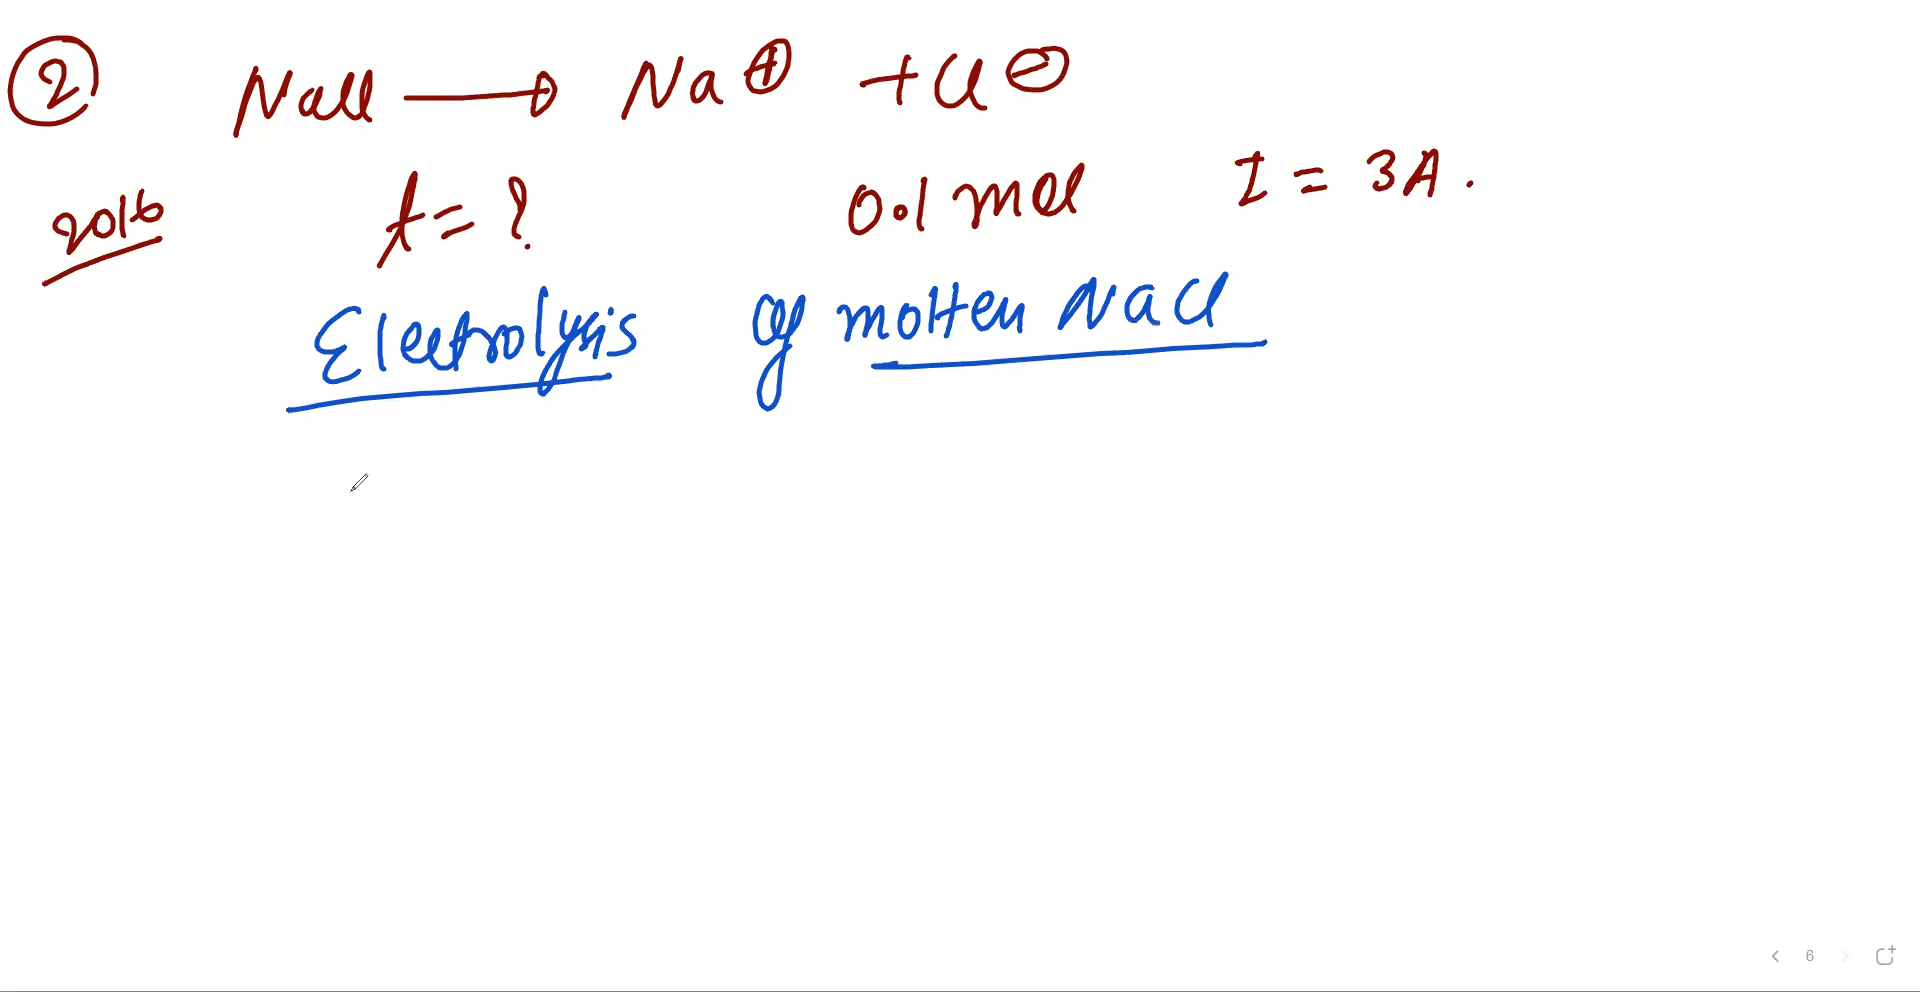 ② NaCl → Na⊕ + Cl⊖
2016 t = ? 0.1 mol I = 3A.
Electrolysis of molten NaCl
6